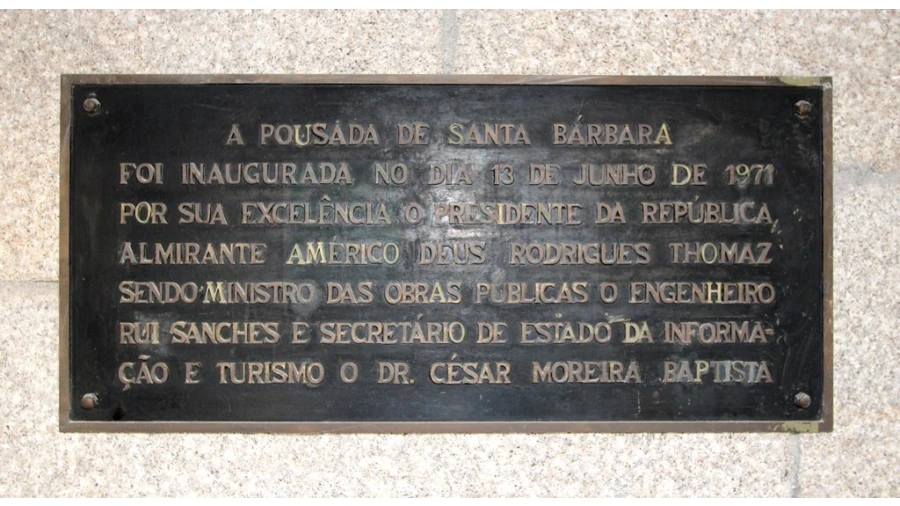 A POUSADA DE SANTA BÁRBARA
FOI INAUGURADA NO DIA 13 DE JUNHO DE 1971
POR SUA EXCELÊNCIA O PRESIDENTE DA REPÚBLICA,
ALMIRANTE AMÉRICO DEUS RODRIGUES THOMAZ
SENDO MINISTRO DAS OBRAS PÚBLICAS O ENGENHEIRO
RUI SANCHES E SECRETÁRIO DE ESTADO DA INFORMA-
ÇÃO E TURISMO O DR. CÉSAR MOREIRA BAPTISTA